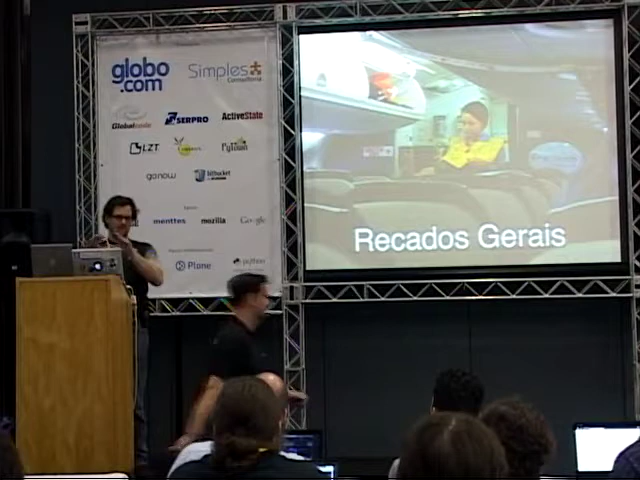 globo
.com
Simples
Consultoria
Globalcode
SERPRO
ActiveState
LZT
Python
gonow
bitbucket
menttes
mozilla
Google
Plone
python
Recados Gerais